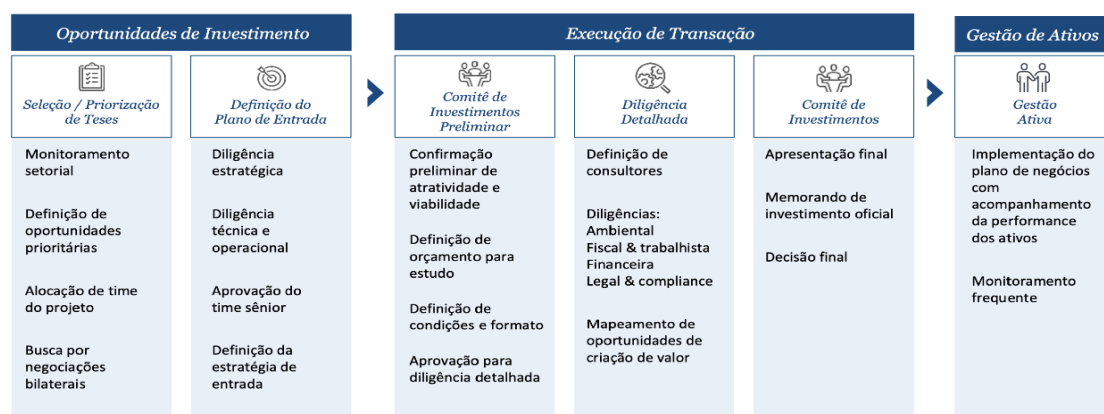 Oportunidades de Investimento
Seleção / Priorização
de Teses
Monitoramento
setorial
Definição de
oportunidades
prioritárias
Alocação de time
do projeto
Busca por
negociações
bilaterais
Definição do
Plano de Entrada
Diligência
estratégica
Diligência
técnica e
operacional
Aprovação do
time sênior
Definição da
estratégia de
entrada
Execução de Transação
Comitê de
Investimentos
Preliminar
Confirmação
preliminar de
atratividade e
viabilidade
Definição de
orçamento para
estudo
Definição de
condições e formato
Aprovação para
diligência detalhada
Diligência
Detalhada
Definição de
consultores
Diligências:
Ambiental
Fiscal & trabalhista
Financeira
Legal & compliance
Mapeamento de
oportunidades de
criação de valor
Comitê de
Investimentos
Apresentação final
Memorando de
investimento oficial
Decisão final
Gestão de Ativos
Gestão
Ativa
Implementação do
plano de negócios
com
acompanhamento
da performance
dos ativos
Monitoramento
frequente